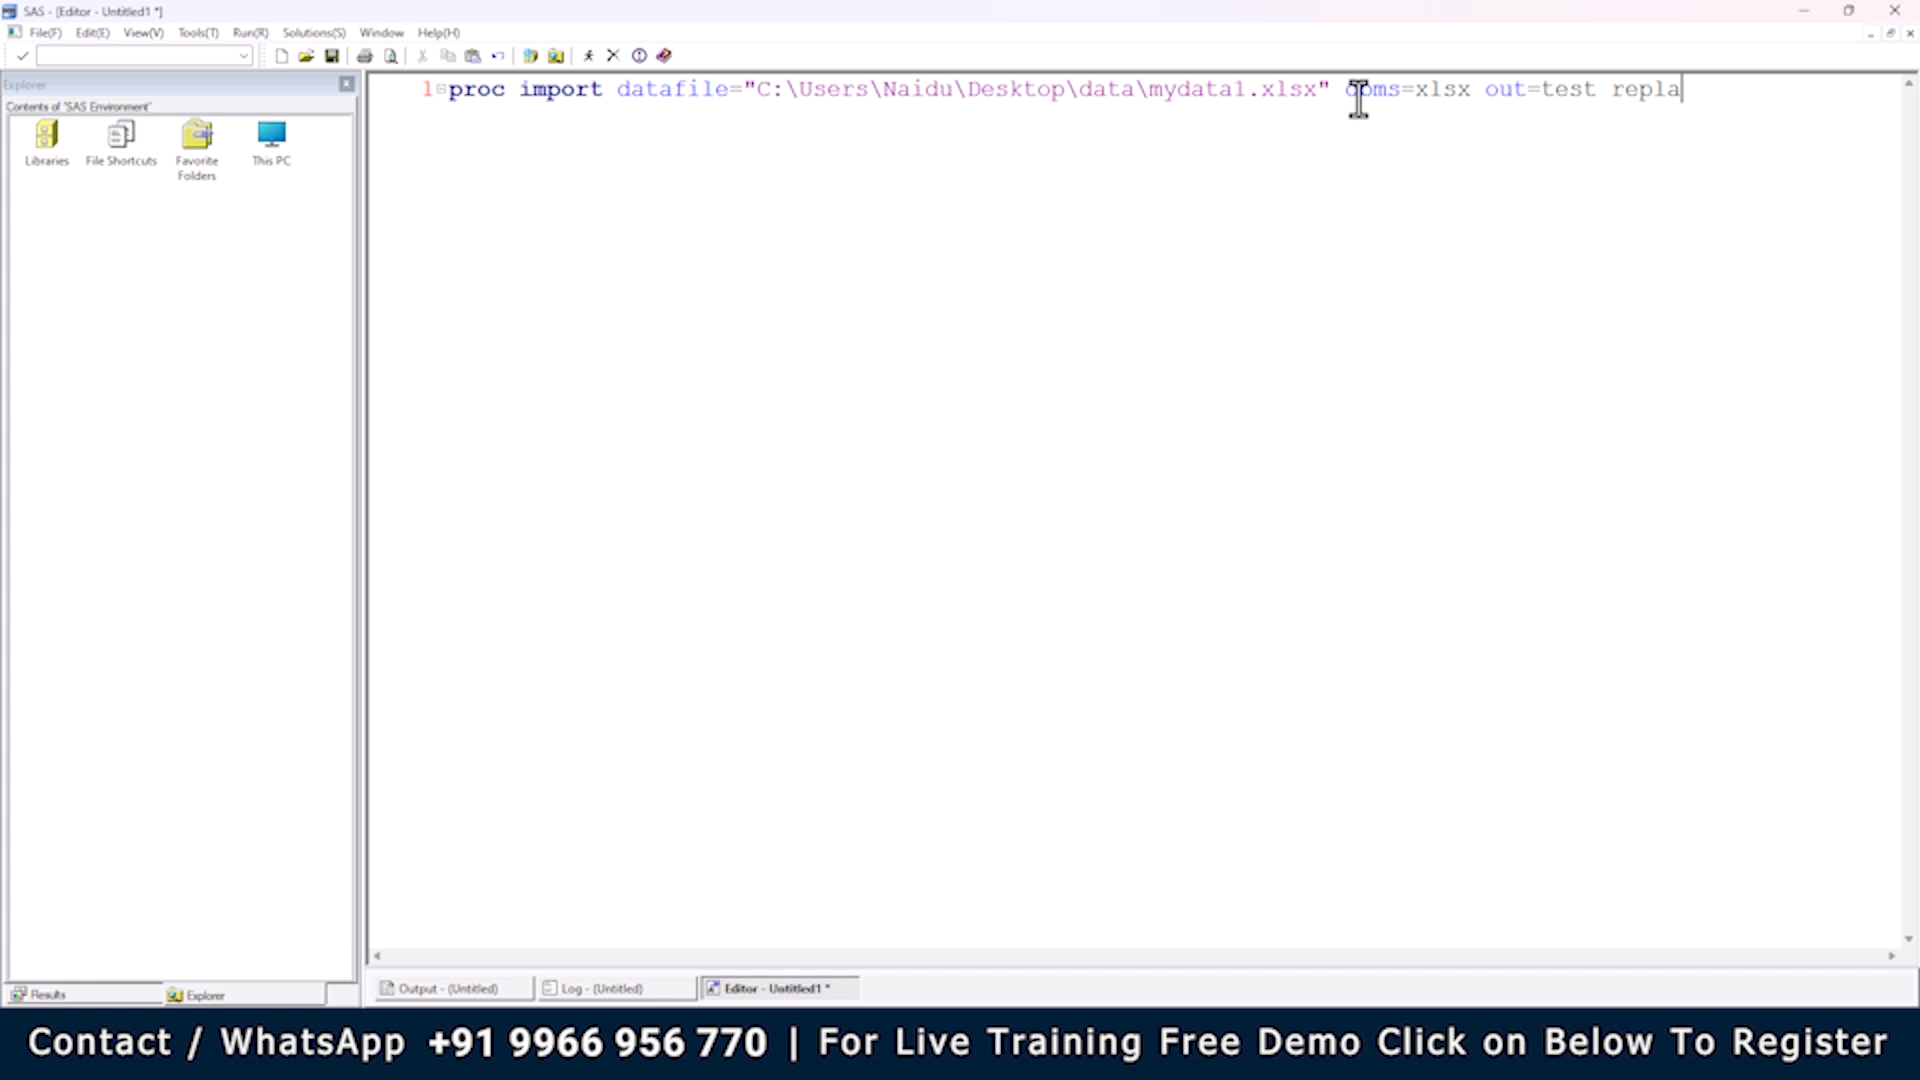 SAS - [Editor - Untitled1 *]
File(F) Edit(E) View(V) Tools(T) Run(R) Solutions(S) Window Help(H)
Explorer
Contents of 'SAS Environment'
Libraries File Shortcuts Favorite Folders This PC
1 proc import datafile="C:\Users\Naidu\Desktop\data\mydata1.xlsx" dbms=xlsx out=test repla
Results Explorer
Output - (Untitled) Log - (Untitled) Editor - Untitled1 *
Contact / WhatsApp +91 9966 956 770 | For Live Training Free Demo Click on Below To Register